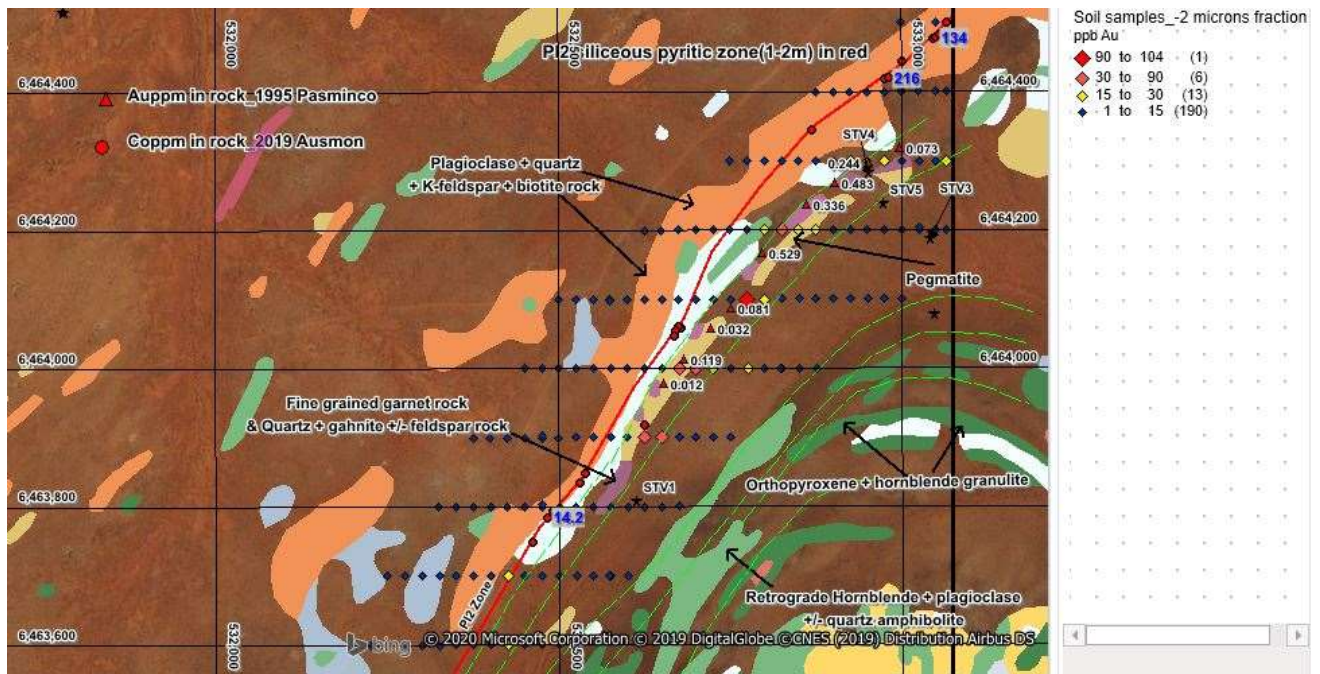 532,000
532,500
533,000
Pl2 siliceous pyritic zone(1-2m) in red
134
216
6,464,400
6,464,400
Auppm in rock_1995 Pasminco
Coppm in rock_2019 Ausmon
STV4
0.073
0.244
Plagioclase + quartz
+ K-feldspar + biotite rock
0.483
STV5
STV3
0.336
6,464,200
6,464,200
0.529
Pegmatite
0.081
0.032
6,464,000
6,464,000
0.119
0.012
Fine grained garnet rock
& Quartz + gahnite +/- feldspar rock
Orthopyroxene + hornblende granulite
STV1
6,463,800
14.2
Pl2 Zone
Retrograde Hornblende + plagioclase
+/- quartz amphibolite
6,463,600
532,000
532,500
533,000
bing
© 2020 Microsoft Corporation © 2019 DigitalGlobe ©CNES (2019) Distribution Airbus DS
Soil samples_-2 microns fraction
ppb Au
90 to 104 (1)
30 to 90 (6)
15 to 30 (13)
1 to 15 (190)